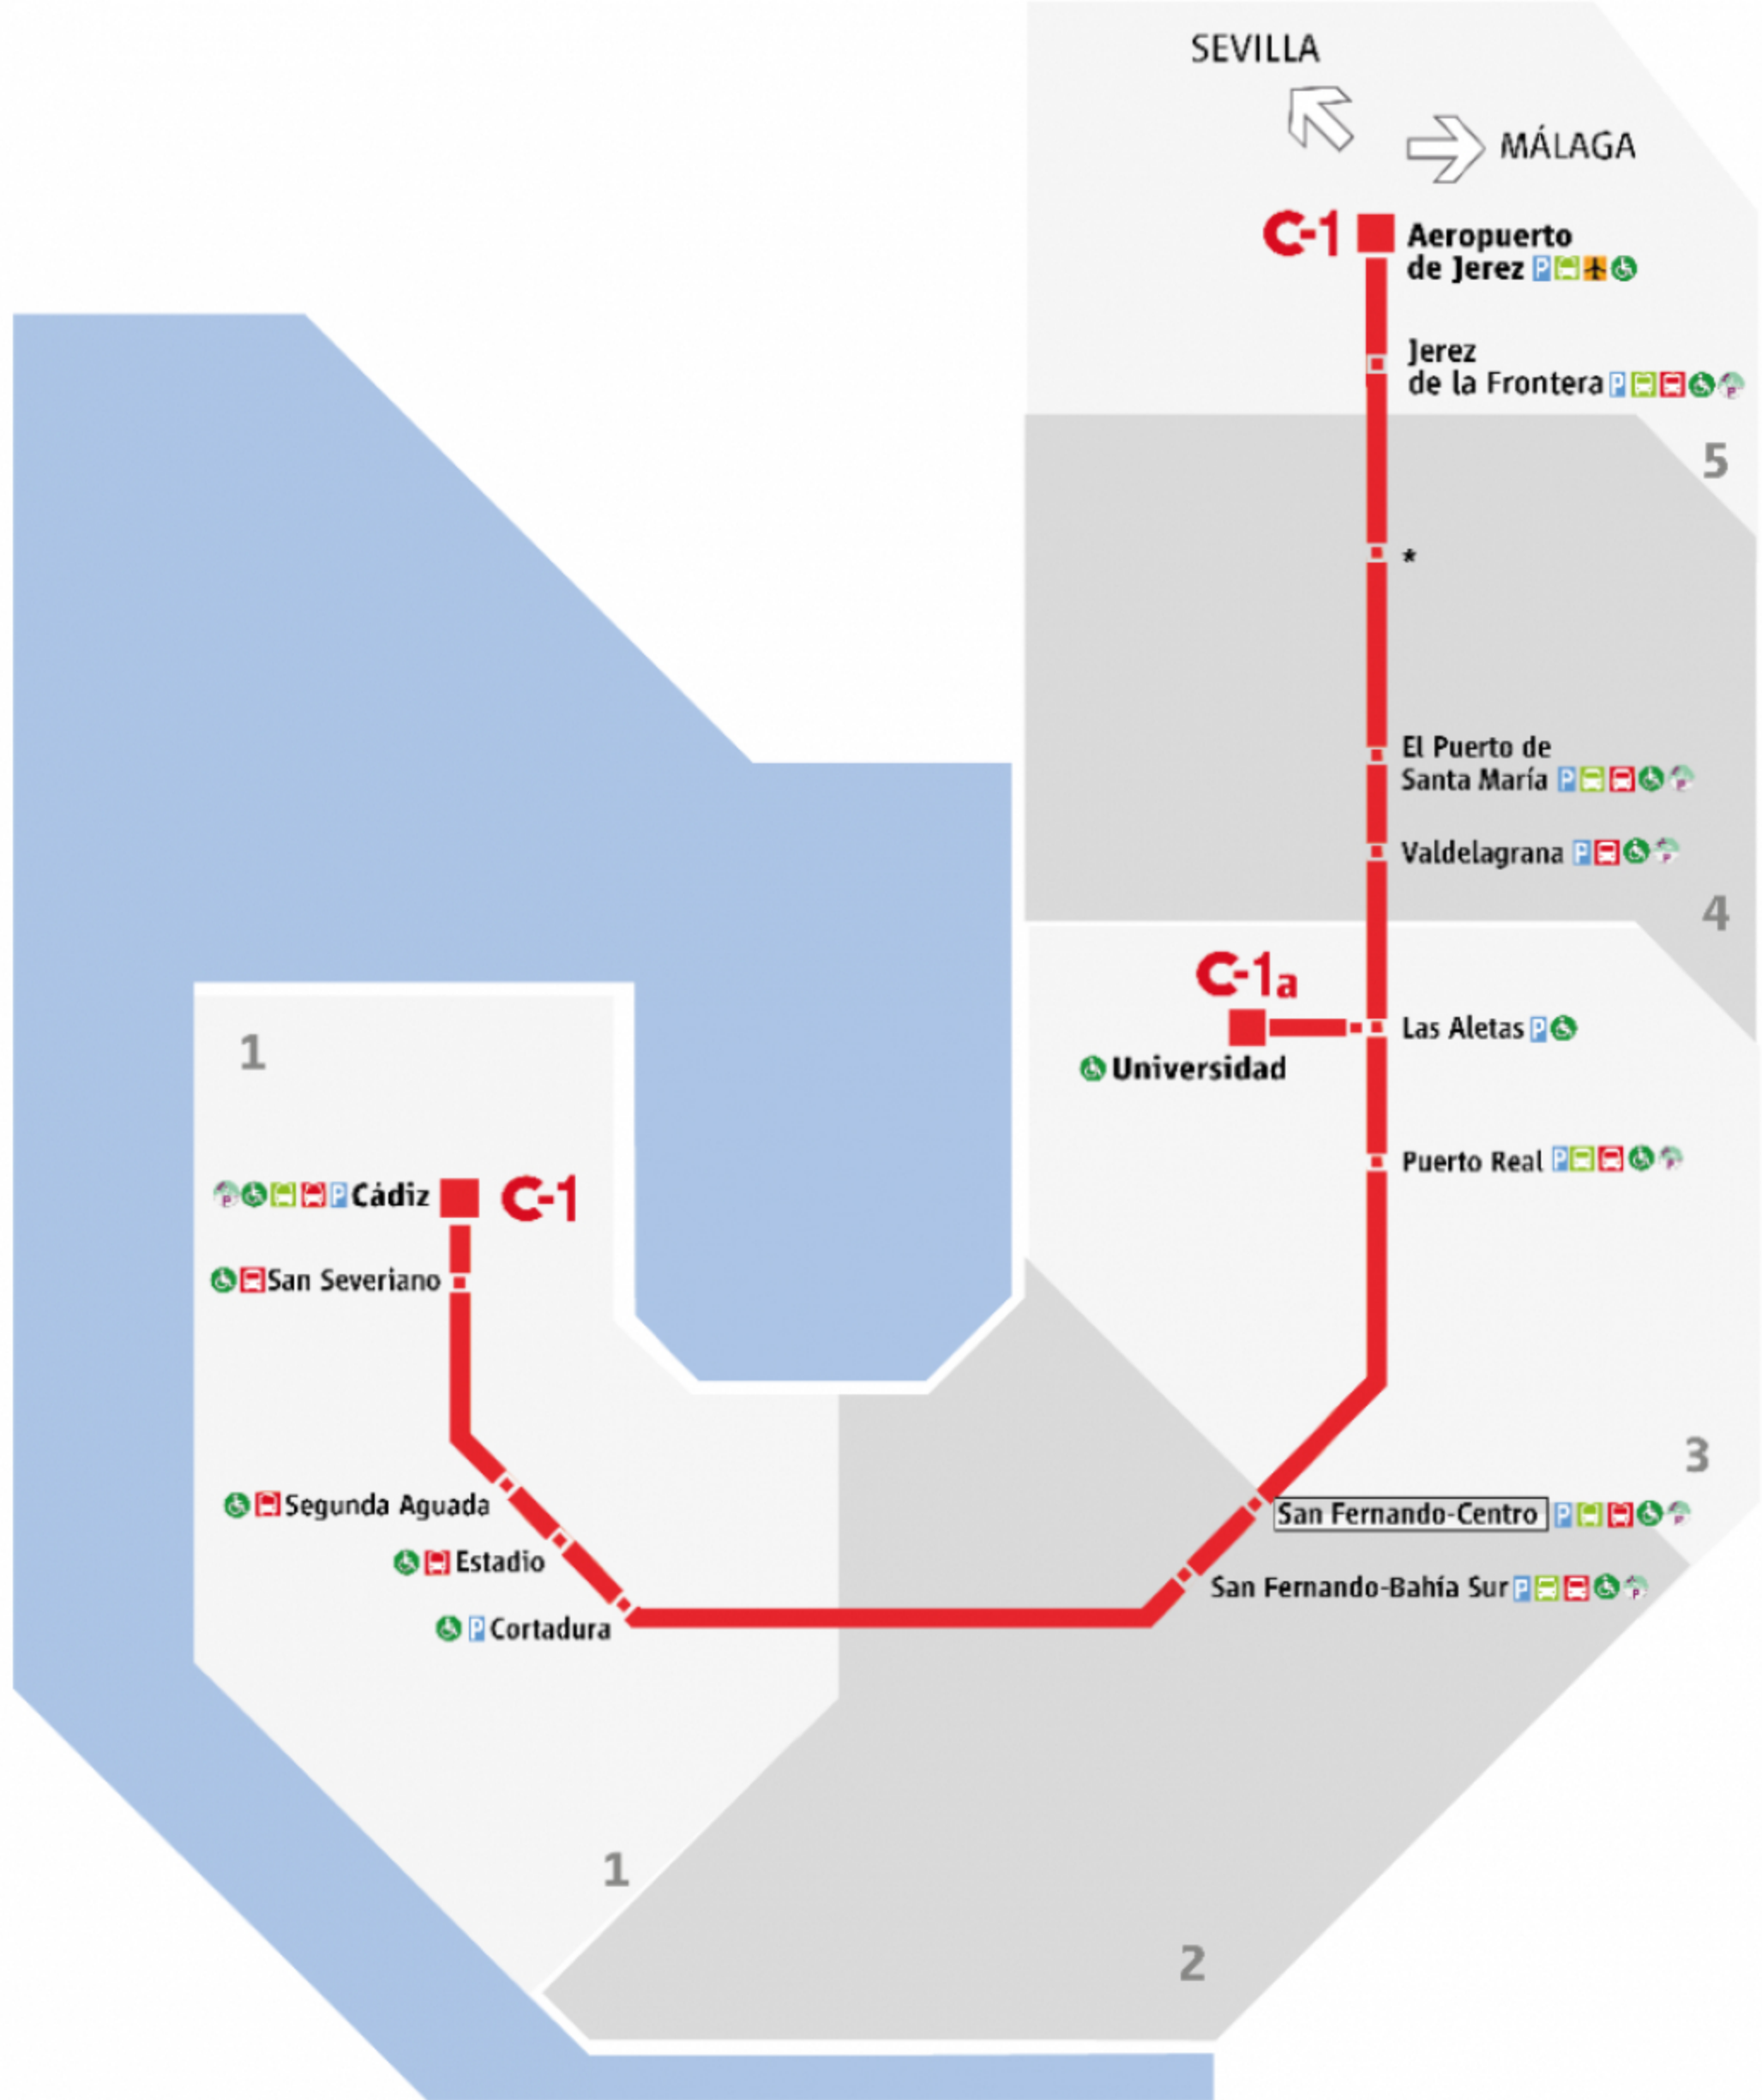 SEVILLA
MÁLAGA
C-1
Aeropuerto
de Jerez P
Jerez
de la Frontera P P
5
*
El Puerto de
Santa María P P
Valdelagrana P P
4
C-1a
Las Aletas P
Universidad
1
Puerto Real P P
P P Cádiz
C-1
San Severiano
3
Segunda Aguada
San Fernando-Centro P P
Estadio
San Fernando-Bahía Sur P P
P Cortadura
1
2